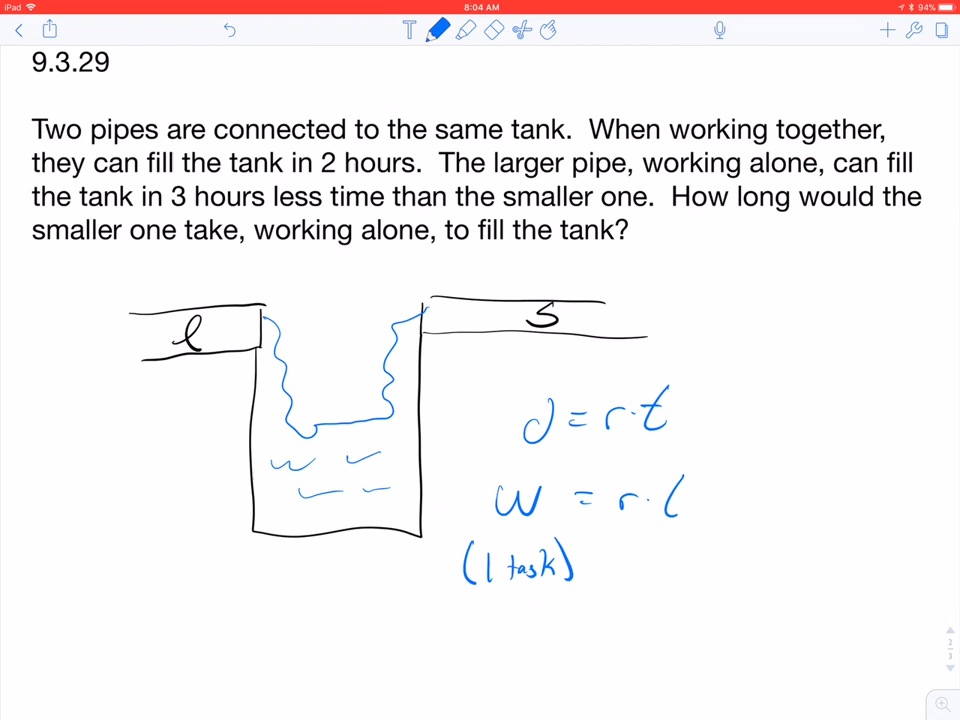 iPad 8:04 AM 94%
T
9.3.29
Two pipes are connected to the same tank. When working together,
they can fill the tank in 2 hours. The larger pipe, working alone, can fill
the tank in 3 hours less time than the smaller one. How long would the
smaller one take, working alone, to fill the tank?
l S
d = r·t
W = r·(
(1 task)
2
3